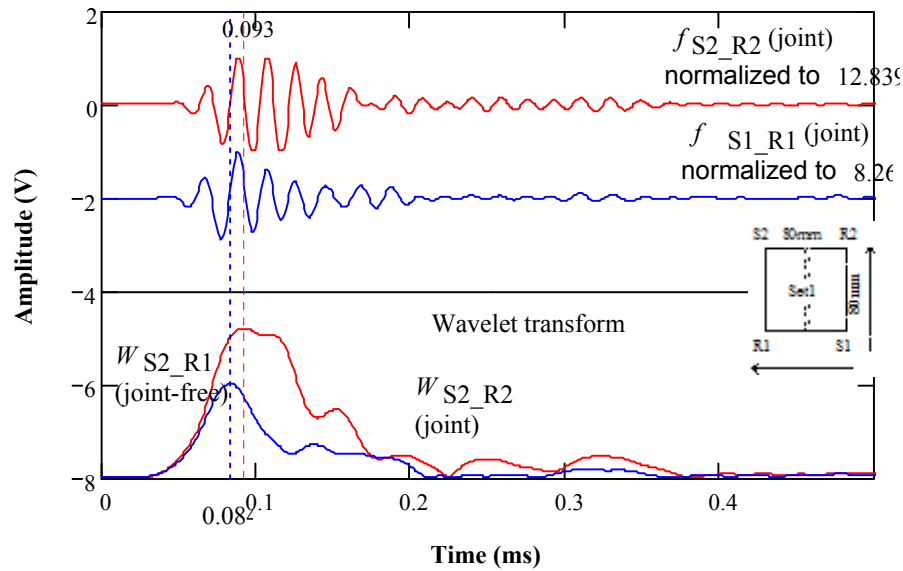 2
0.093
f S2_R2 (joint)
normalized to 12.839
0
f S1_R1 (joint)
normalized to 8.26
−2
S2 80mm R2
Set1
80mm
R1 S1
−4
Wavelet transform
W S2_R1
(joint-free)
W S2_R2
(joint)
−6
−8
0 0.1 0.2 0.3 0.4
0.08
Time (ms)
Amplitude (V)